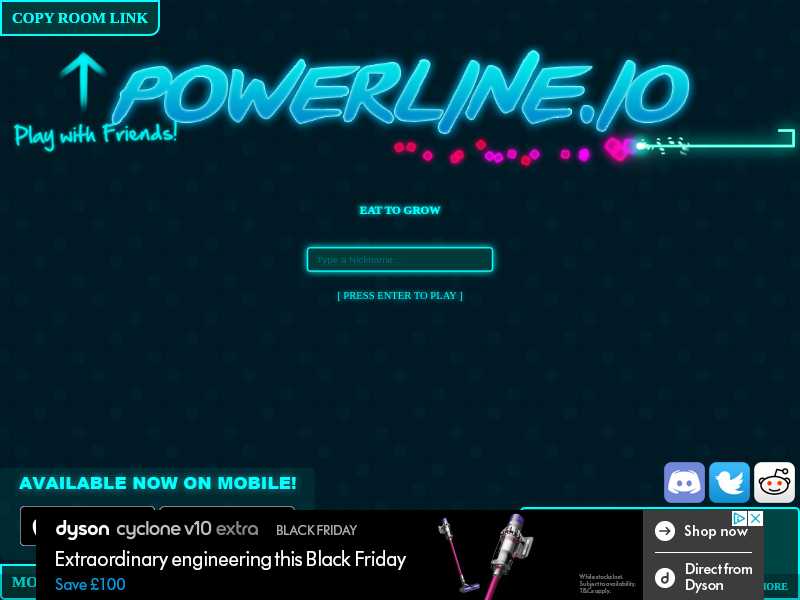 COPY ROOM LINK
POWERLINE.IO
Play with Friends!
EAT TO GROW
Type a Nickname
[ PRESS ENTER TO PLAY ]
AVAILABLE NOW ON MOBILE!
dyson cyclone v10 extra BLACK FRIDAY
Extraordinary engineering this Black Friday
Save £100
While stocks last.
Subject to availability.
T&Cs apply.
Shop now
Direct from
Dyson
MO
MORE